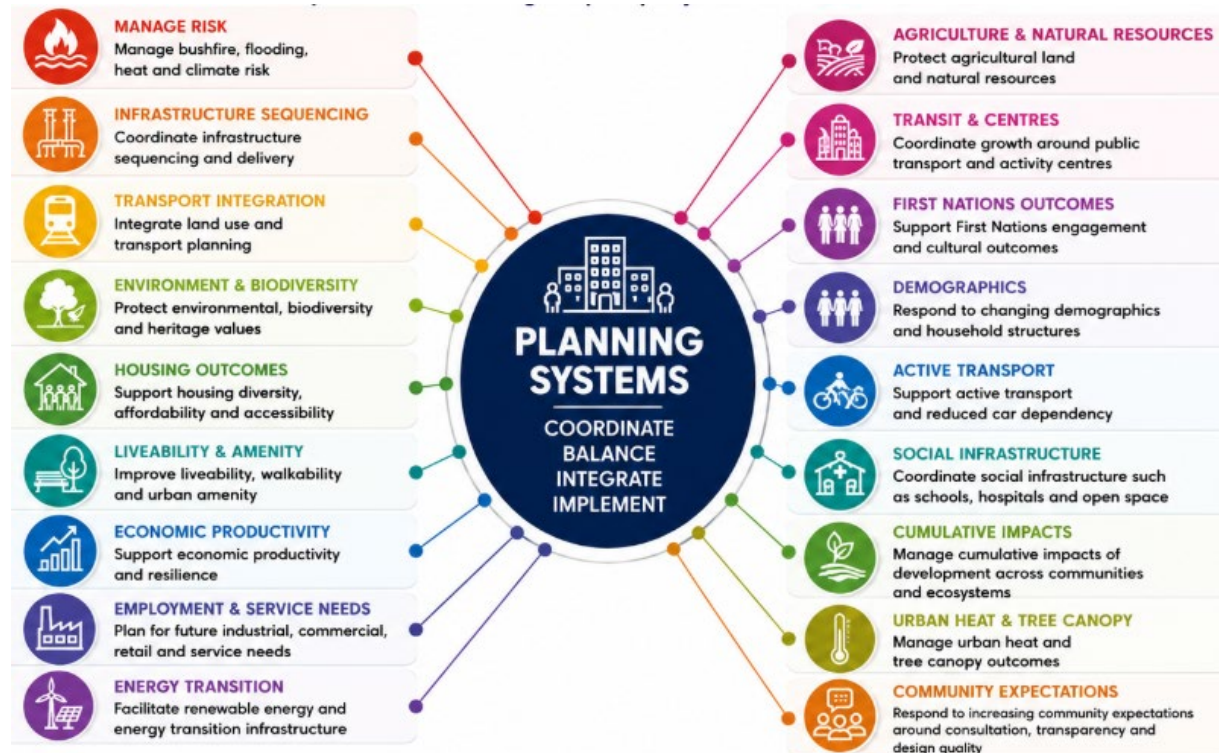 MANAGE RISK
Manage bushfire, flooding,
heat and climate risk
INFRASTRUCTURE SEQUENCING
Coordinate infrastructure
sequencing and delivery
TRANSPORT INTEGRATION
Integrate land use and
transport planning
ENVIRONMENT & BIODIVERSITY
Protect environmental, biodiversity
and heritage values
HOUSING OUTCOMES
Support housing diversity,
affordability and accessibility
LIVEABILITY & AMENITY
Improve liveability, walkability
and urban amenity
ECONOMIC PRODUCTIVITY
Support economic productivity
and resilience
EMPLOYMENT & SERVICE NEEDS
Plan for future industrial, commercial,
retail and service needs
ENERGY TRANSITION
Facilitate renewable energy and
energy transition infrastructure
PLANNING
SYSTEMS
COORDINATE
BALANCE
INTEGRATE
IMPLEMENT
AGRICULTURE & NATURAL RESOURCES
Protect agricultural land
and natural resources
TRANSIT & CENTRES
Coordinate growth around public
transport and activity centres
FIRST NATIONS OUTCOMES
Support First Nations engagement
and cultural outcomes
DEMOGRAPHICS
Respond to changing demographics
and household structures
ACTIVE TRANSPORT
Support active transport
and reduced car dependency
SOCIAL INFRASTRUCTURE
Coordinate social infrastructure such
as schools, hospitals and open space
CUMULATIVE IMPACTS
Manage cumulative impacts of
development across communities
and ecosystems
URBAN HEAT & TREE CANOPY
Manage urban heat and
tree canopy outcomes
COMMUNITY EXPECTATIONS
Respond to increasing community expectations
around consultation, transparency and
design quality